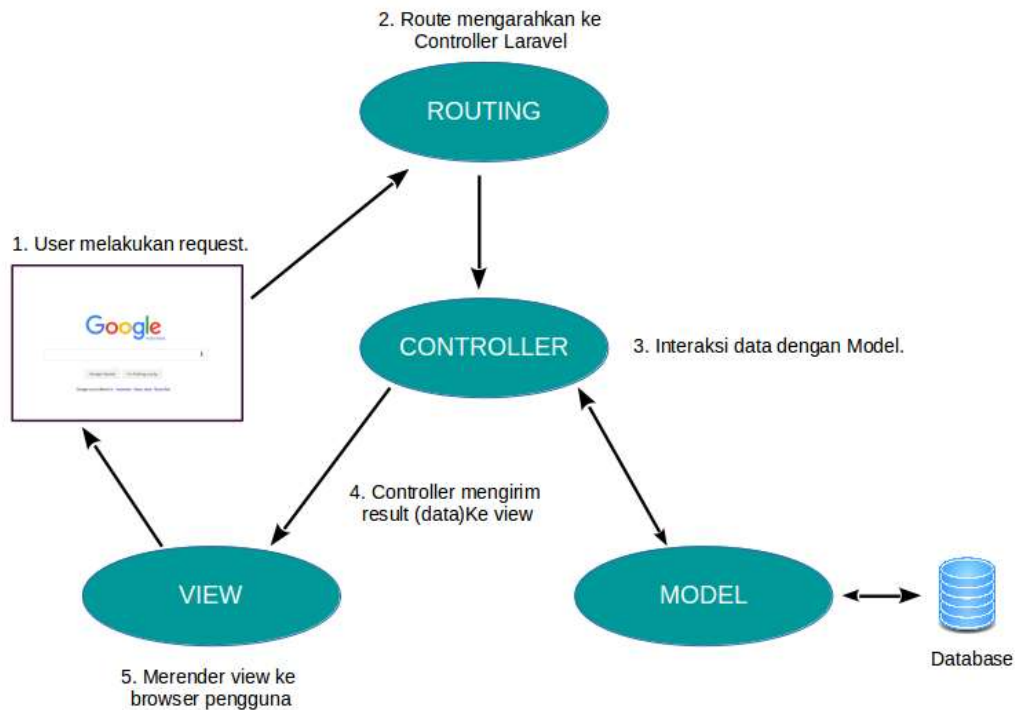 2. Route mengarahkan ke
Controller Laravel
ROUTING
1. User melakukan request.
Google
CONTROLLER
3. Interaksi data dengan Model.
4. Controller mengirim
result (data)Ke view
VIEW
MODEL
Database
5. Merender view ke
browser pengguna